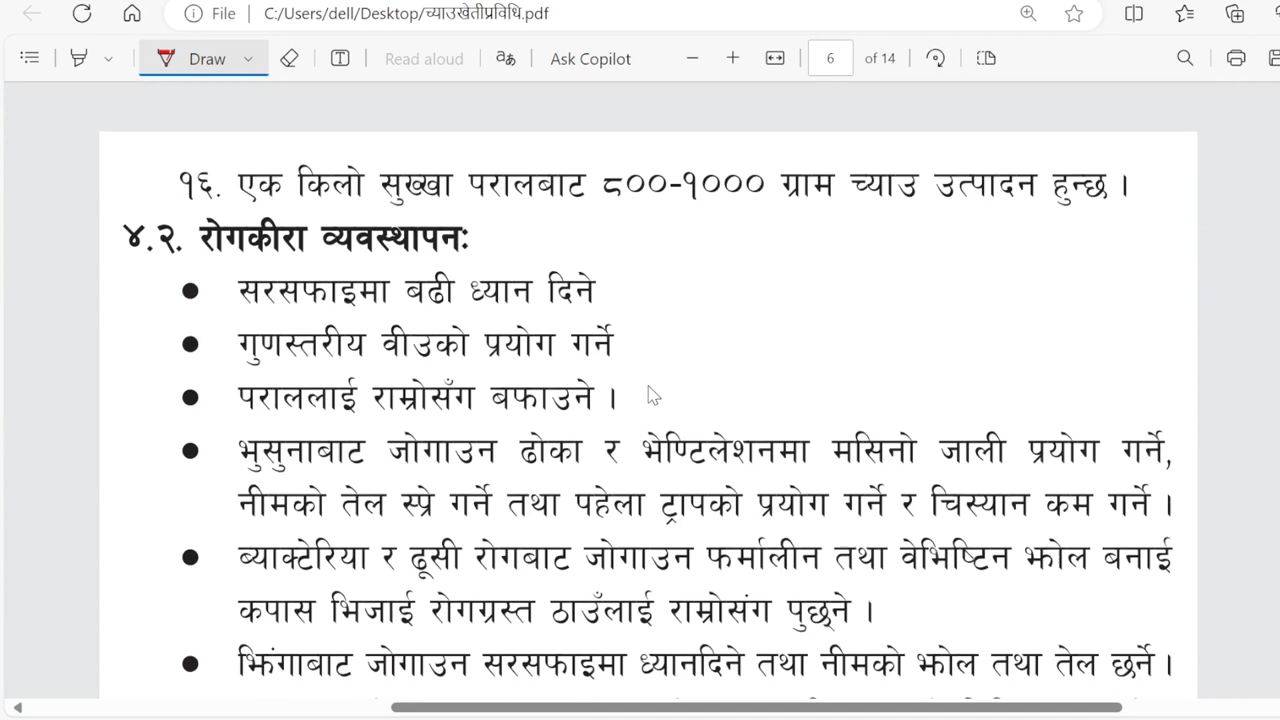 File C:/Users/dell/Desktop/च्याउखेतीप्रविधि.pdf
Draw Read aloud aあ Ask Copilot 6 of 14
१६. एक किलो सुख्खा परालबाट ८००-१००० ग्राम च्याउ उत्पादन हुन्छ ।
४.२. रोगकीरा व्यवस्थापनः
● सरसफाइमा बढी ध्यान दिने
● गुणस्तरीय वीउको प्रयोग गर्ने
● पराललाई राम्रोसँग बफाउने ।
● भुसुनाबाट जोगाउन ढोका र भेण्टिलेशनमा मसिनो जाली प्रयोग गर्ने,
नीमको तेल स्प्रे गर्ने तथा पहेला ट्रापको प्रयोग गर्ने र चिस्यान कम गर्ने ।
● ब्याक्टेरिया र ढूसी रोगबाट जोगाउन फर्मालीन तथा वेभिष्टिन झोल बनाई
कपास भिजाई रोगग्रस्त ठाउँलाई राम्रोसंग पुछ्ने ।
● झिंगाबाट जोगाउन सरसफाइमा ध्यानदिने तथा नीमको झोल तथा तेल छर्ने ।